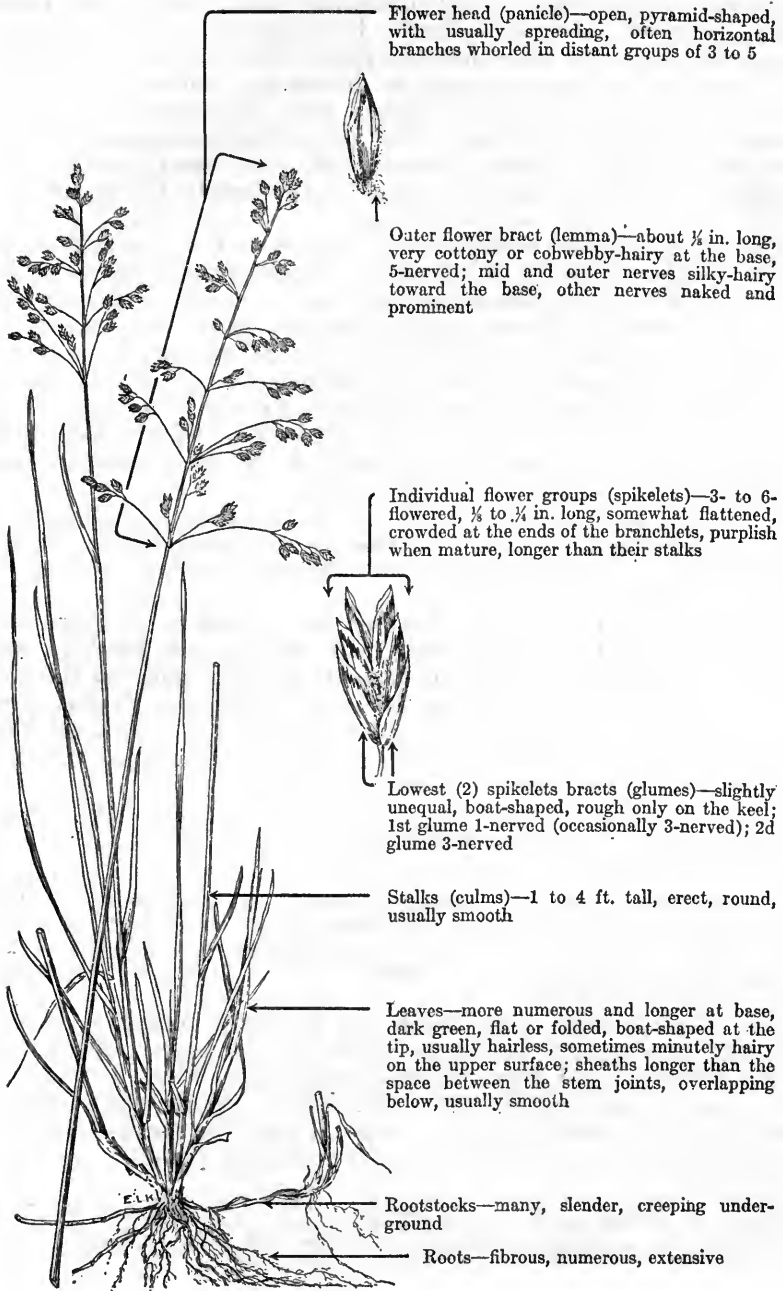 Flower head (panicle)—open, pyramid-shaped,
with usually spreading, often horizontal
branches whorled in distant groups of 3 to 5
Outer flower bract (lemma)—about ⅛ in. long,
very cottony or cobwebby-hairy at the base,
5-nerved; mid and outer nerves silky-hairy
toward the base, other nerves naked and
prominent
Individual flower groups (spikelets)—3- to 6-
flowered, ⅛ to ¼ in. long, somewhat flattened,
crowded at the ends of the branchlets, purplish
when mature, longer than their stalks
Lowest (2) spikelets bracts (glumes)—slightly
unequal, boat-shaped, rough only on the keel;
1st glume 1-nerved (occasionally 3-nerved); 2d
glume 3-nerved
Stalks (culms)—1 to 4 ft. tall, erect, round,
usually smooth
Leaves—more numerous and longer at base,
dark green, flat or folded, boat-shaped at the
tip, usually hairless, sometimes minutely hairy
on the upper surface; sheaths longer than the
space between the stem joints, overlapping
below, usually smooth
E.L.H.
Rootstocks—many, slender, creeping under-
ground
Roots—fibrous, numerous, extensive